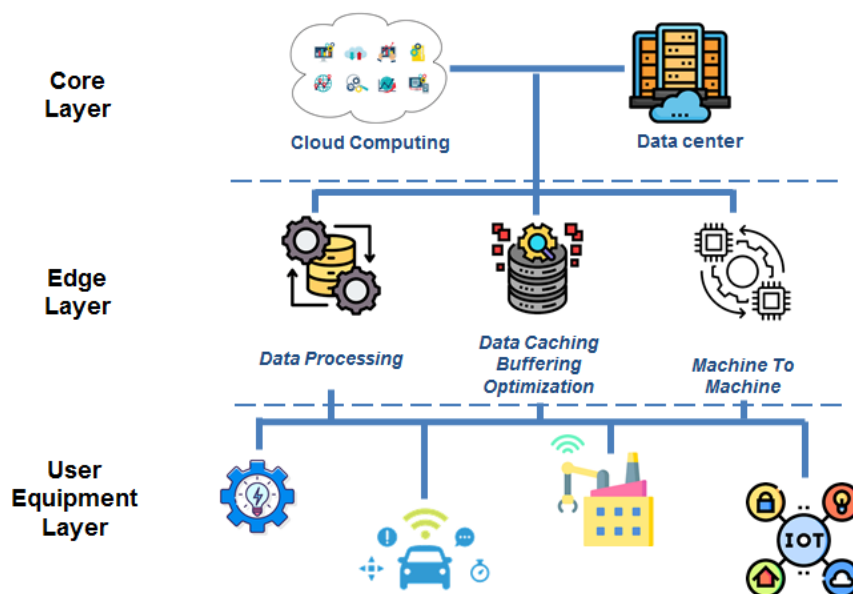 Core
Layer
Cloud Computing
Data center
Edge
Layer
Data Processing
Data Caching
Buffering
Optimization
Machine To
Machine
User
Equipment
Layer
IOT